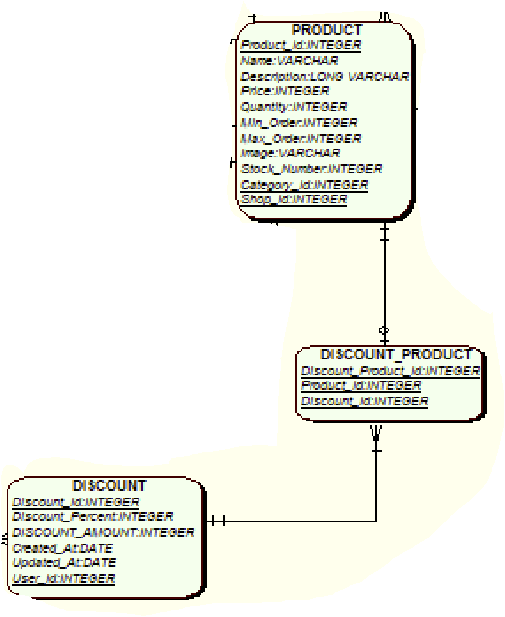 PRODUCT
Product_Id:INTEGER
Name:VARCHAR
Description:LONG VARCHAR
Price:INTEGER
Quantity:INTEGER
Min_Order:INTEGER
Max_Order:INTEGER
Image:VARCHAR
Stock_Number:INTEGER
Category_Id:INTEGER
Shop_Id:INTEGER
DISCOUNT_PRODUCT
Discount_Product_Id:INTEGER
Product_Id:INTEGER
Discount_Id:INTEGER
DISCOUNT
Discount_Id:INTEGER
Discount_Percent:INTEGER
DISCOUNT_AMOUNT:INTEGER
Created_At:DATE
Updated_At:DATE
User_Id:INTEGER